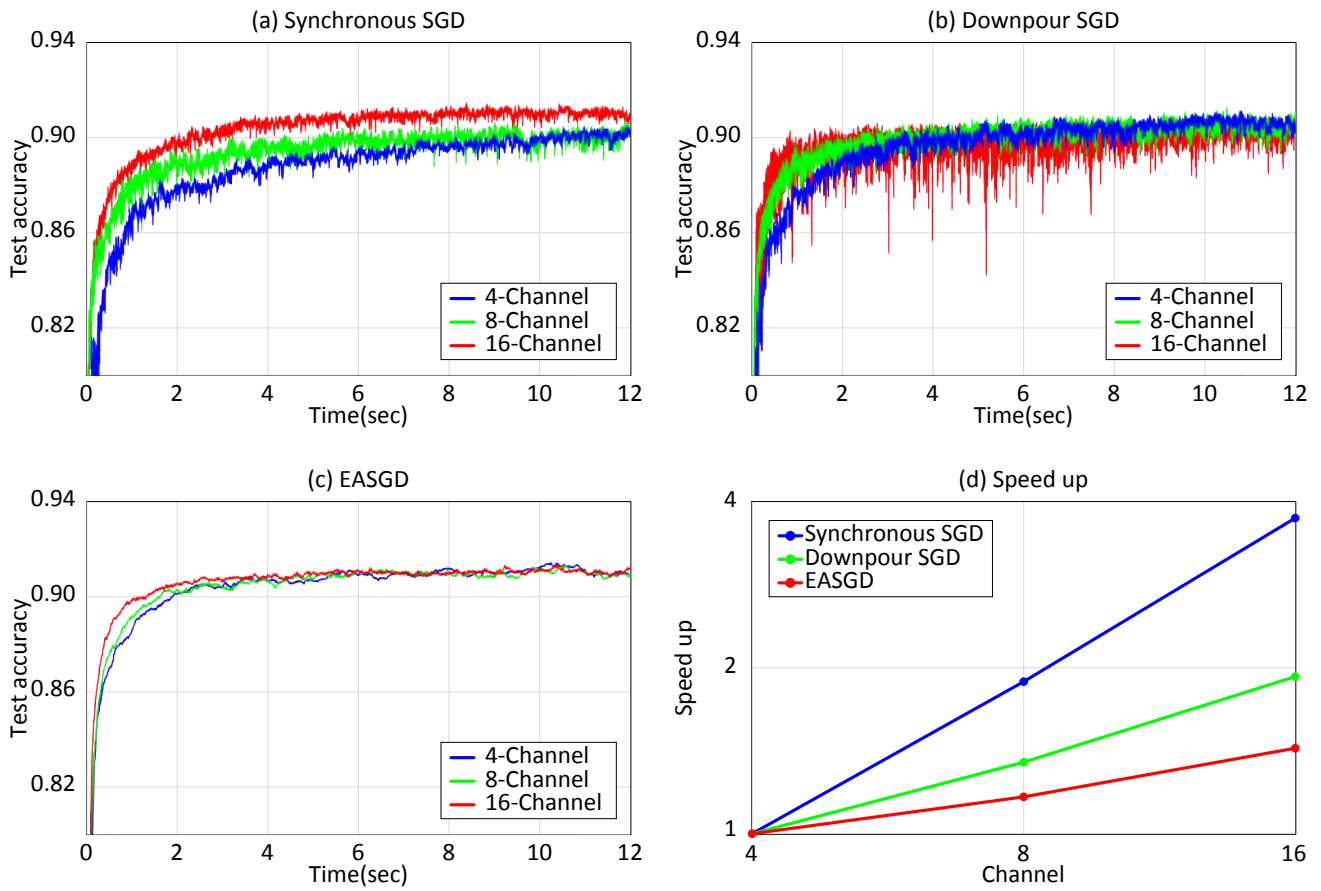 (a) Synchronous SGD
0.94
0.90
0.86
0.82
Test accuracy
4-Channel
8-Channel
16-Channel
0 2 4 6 8 10 12
Time(sec)
(b) Downpour SGD
0.94
0.90
0.86
0.82
Test accuracy
4-Channel
8-Channel
16-Channel
0 2 4 6 8 10 12
Time(sec)
(c) EASGD
0.94
0.90
0.86
0.82
Test accuracy
4-Channel
8-Channel
16-Channel
0 2 4 6 8 10 12
Time(sec)
(d) Speed up
4
2
1
Speed up
Synchronous SGD
Downpour SGD
EASGD
4 8 16
Channel